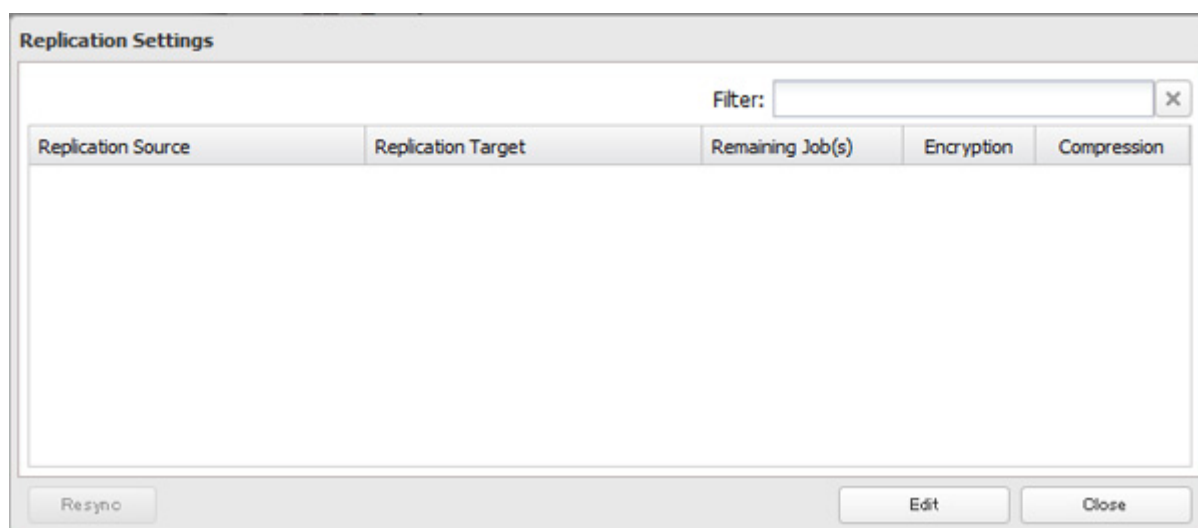 Replication Settings
Filter:
Replication Source Replication Target Remaining Job(s) Encryption Compression
Resync Edit Close